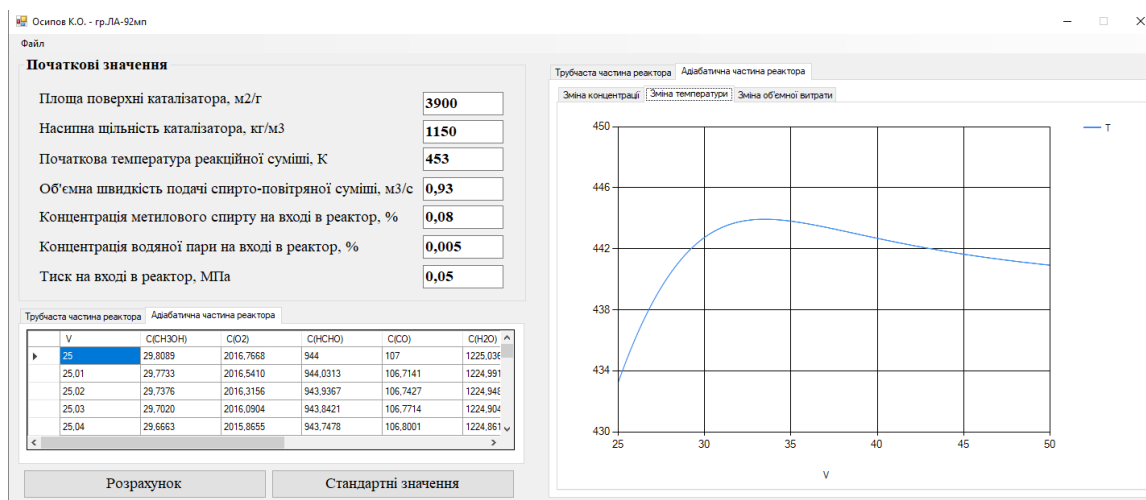 Осипов К.О. - гр.ЛА-92мп
Файл
Початкові значення
Площа поверхні каталізатора, м2/г 3900
Насипна щільність каталізатора, кг/м3 1150
Початкова температура реакційної суміші, К 453
Об'ємна швидкість подачі спирто-повітряної суміші, м3/с 0,93
Концентрація метилового спирту на вході в реактор, % 0,08
Концентрація водяної пари на вході в реактор, % 0,005
Тиск на вході в реактор, МПа 0,05
Трубчаста частина реактора Адіабатична частина реактора
V C(CH3OH) C(O2) C(HCHO) C(CO) C(H2O)
25 29,8089 2016,7668 944 107 1225,036
25,01 29,7733 2016,5410 944,0313 106,7141 1224,991
25,02 29,7376 2016,3156 943,9367 106,7427 1224,948
25,03 29,7020 2016,0904 943,8421 106,7714 1224,904
25,04 29,6663 2015,8655 943,7478 106,8001 1224,861
Розрахунок Стандартні значення
Трубчаста частина реактора Адіабатична частина реактора
Зміна концентрації Зміна температури Зміна об'ємної витрати
450
446
442
438
434
430
25 30 35 40 45 50
V
T